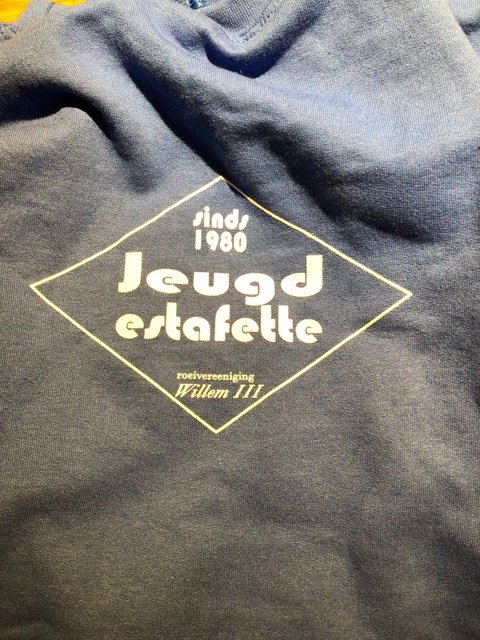 sinds
1980
Jeugd
estafette
roeivereeniging
Willem III